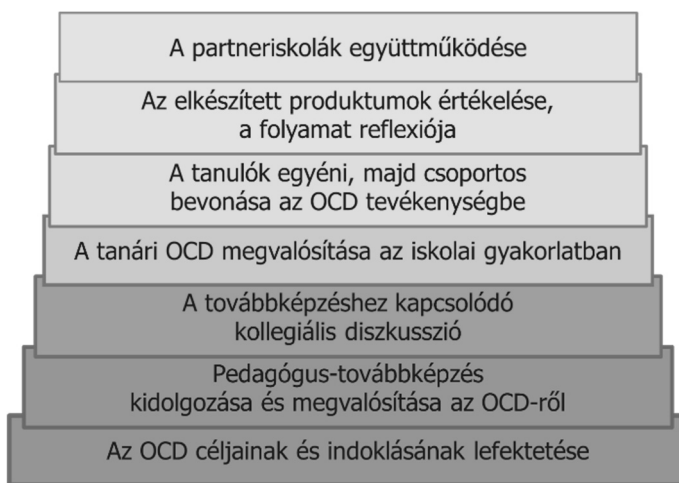 A partneriskolák együttműködése
Az elkészített produktumok értékelése,
a folyamat reflexiója
A tanulók egyéni, majd csoportos
bevonása az OCD tevékenységbe
A tanári OCD megvalósítása az iskolai gyakorlatban
A továbbképzéshez kapcsolódó
kollegiális diszkusszió
Pedagógus-továbbképzés
kidolgozása és megvalósítása az OCD-ről
Az OCD céljainak és indoklásának lefektetése